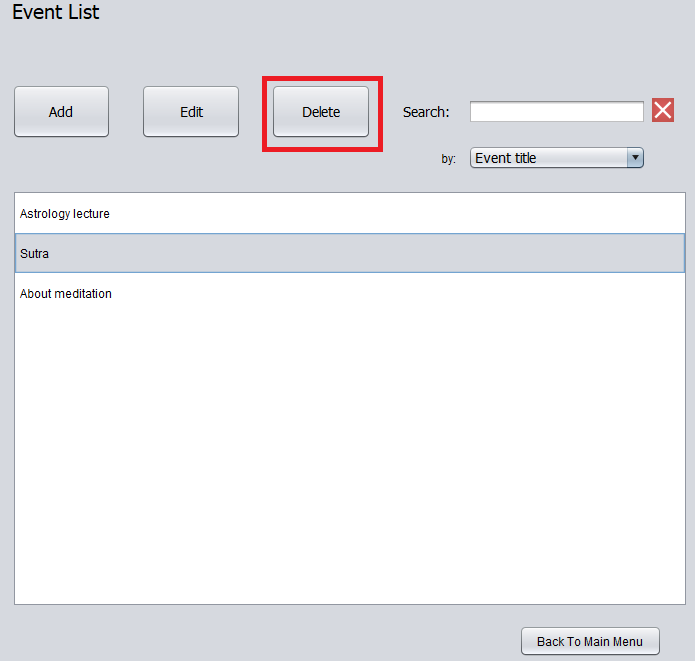 Event List
Add
Edit
Delete
Search:
by:
Event title
Astrology lecture
Sutra
About meditation
Back To Main Menu